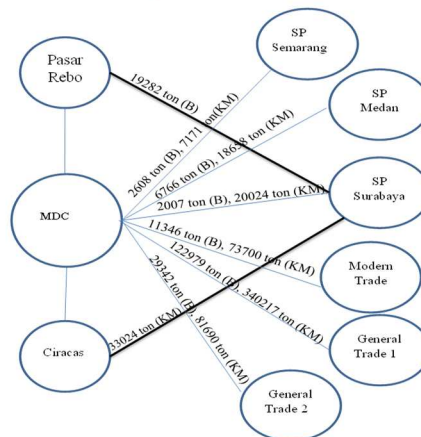 SP
Semarang
Pasar
Rebo
19282 ton (B)
SP
Medan
2608 ton (B), 7171 ton(KM)
6766 ton (B), 18658 ton (KM)
SP
Surabaya
2007 ton (B), 20024 ton (KM)
MDC
11346 ton (B), 73700 ton (KM)
Modern
Trade
122979 ton (B), 340217 ton (KM)
29342 ton (B), 81690 ton (KM)
General
Trade 1
33024 ton (KM)
Ciracas
General
Trade 2